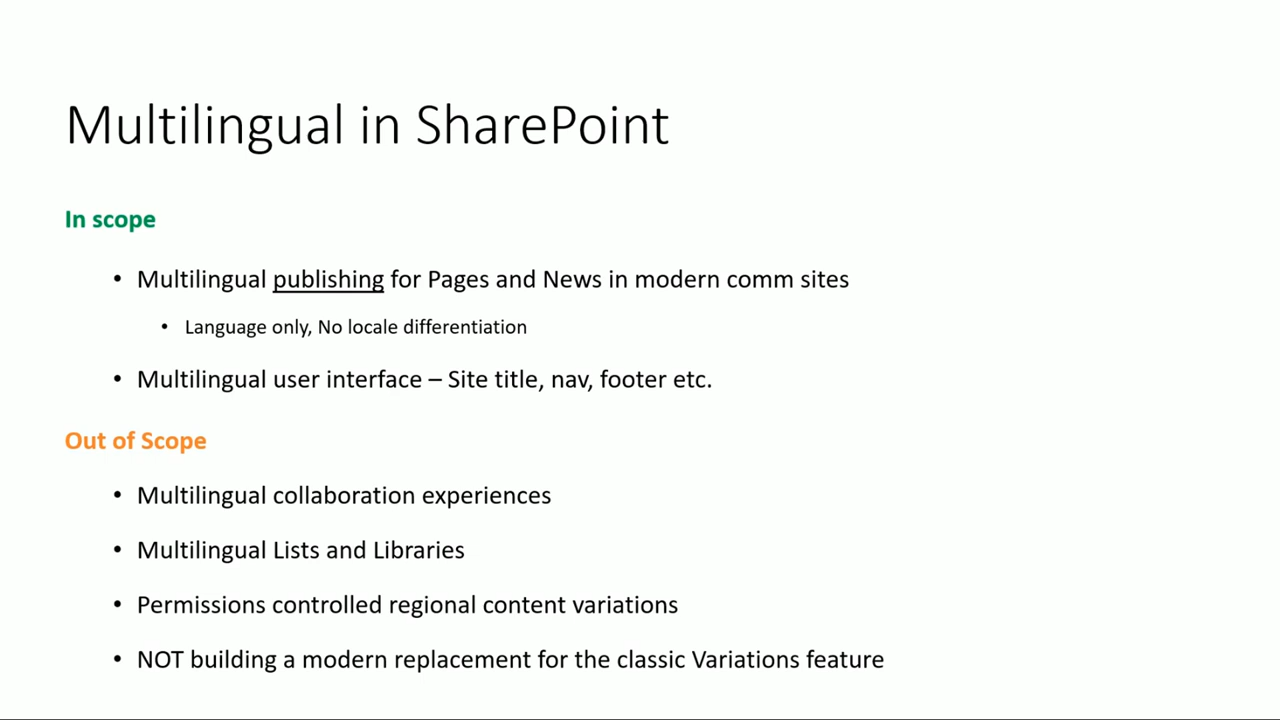 Multilingual in SharePoint
In scope
• Multilingual publishing for Pages and News in modern comm sites
• Language only, No locale differentiation
• Multilingual user interface – Site title, nav, footer etc.
Out of Scope
• Multilingual collaboration experiences
• Multilingual Lists and Libraries
• Permissions controlled regional content variations
• NOT building a modern replacement for the classic Variations feature